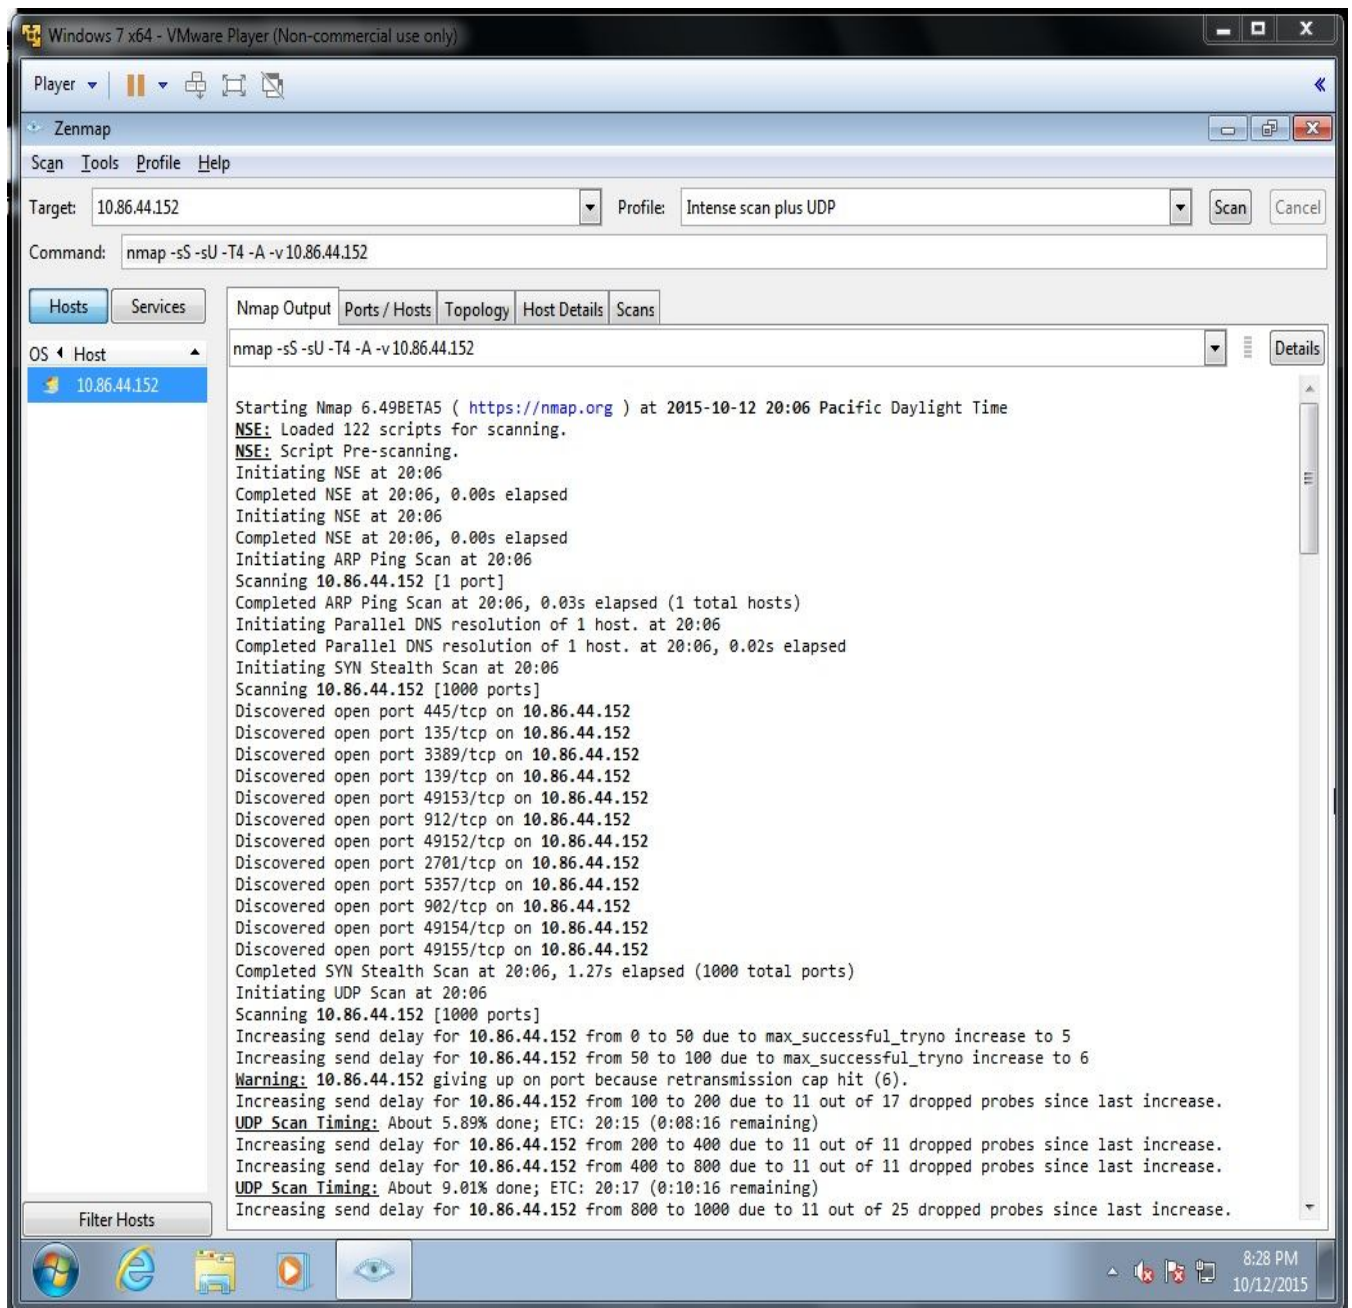 Windows 7 x64 - VMware Player (Non-commercial use only)
Player
Zenmap
Scan Tools Profile Help
Target: 10.86.44.152 Profile: Intense scan plus UDP Scan Cancel
Command: nmap -sS -sU -T4 -A -v 10.86.44.152
Hosts Services Nmap Output Ports / Hosts Topology Host Details Scans
OS Host nmap -sS -sU -T4 -A -v 10.86.44.152 Details
10.86.44.152
Starting Nmap 6.49BETA5 ( https://nmap.org ) at 2015-10-12 20:06 Pacific Daylight Time
NSE: Loaded 122 scripts for scanning.
NSE: Script Pre-scanning.
Initiating NSE at 20:06
Completed NSE at 20:06, 0.00s elapsed
Initiating NSE at 20:06
Completed NSE at 20:06, 0.00s elapsed
Initiating ARP Ping Scan at 20:06
Scanning 10.86.44.152 [1 port]
Completed ARP Ping Scan at 20:06, 0.03s elapsed (1 total hosts)
Initiating Parallel DNS resolution of 1 host. at 20:06
Completed Parallel DNS resolution of 1 host. at 20:06, 0.02s elapsed
Initiating SYN Stealth Scan at 20:06
Scanning 10.86.44.152 [1000 ports]
Discovered open port 445/tcp on 10.86.44.152
Discovered open port 135/tcp on 10.86.44.152
Discovered open port 3389/tcp on 10.86.44.152
Discovered open port 139/tcp on 10.86.44.152
Discovered open port 49153/tcp on 10.86.44.152
Discovered open port 912/tcp on 10.86.44.152
Discovered open port 49152/tcp on 10.86.44.152
Discovered open port 2701/tcp on 10.86.44.152
Discovered open port 5357/tcp on 10.86.44.152
Discovered open port 902/tcp on 10.86.44.152
Discovered open port 49154/tcp on 10.86.44.152
Discovered open port 49155/tcp on 10.86.44.152
Completed SYN Stealth Scan at 20:06, 1.27s elapsed (1000 total ports)
Initiating UDP Scan at 20:06
Scanning 10.86.44.152 [1000 ports]
Increasing send delay for 10.86.44.152 from 0 to 50 due to max_successful_tryno increase to 5
Increasing send delay for 10.86.44.152 from 50 to 100 due to max_successful_tryno increase to 6
Warning: 10.86.44.152 giving up on port because retransmission cap hit (6).
Increasing send delay for 10.86.44.152 from 100 to 200 due to 11 out of 17 dropped probes since last increase.
UDP Scan Timing: About 5.89% done; ETC: 20:15 (0:08:16 remaining)
Increasing send delay for 10.86.44.152 from 200 to 400 due to 11 out of 11 dropped probes since last increase.
Increasing send delay for 10.86.44.152 from 400 to 800 due to 11 out of 11 dropped probes since last increase.
UDP Scan Timing: About 9.01% done; ETC: 20:17 (0:10:16 remaining)
Increasing send delay for 10.86.44.152 from 800 to 1000 due to 11 out of 25 dropped probes since last increase.
Filter Hosts
8:28 PM
10/12/2015